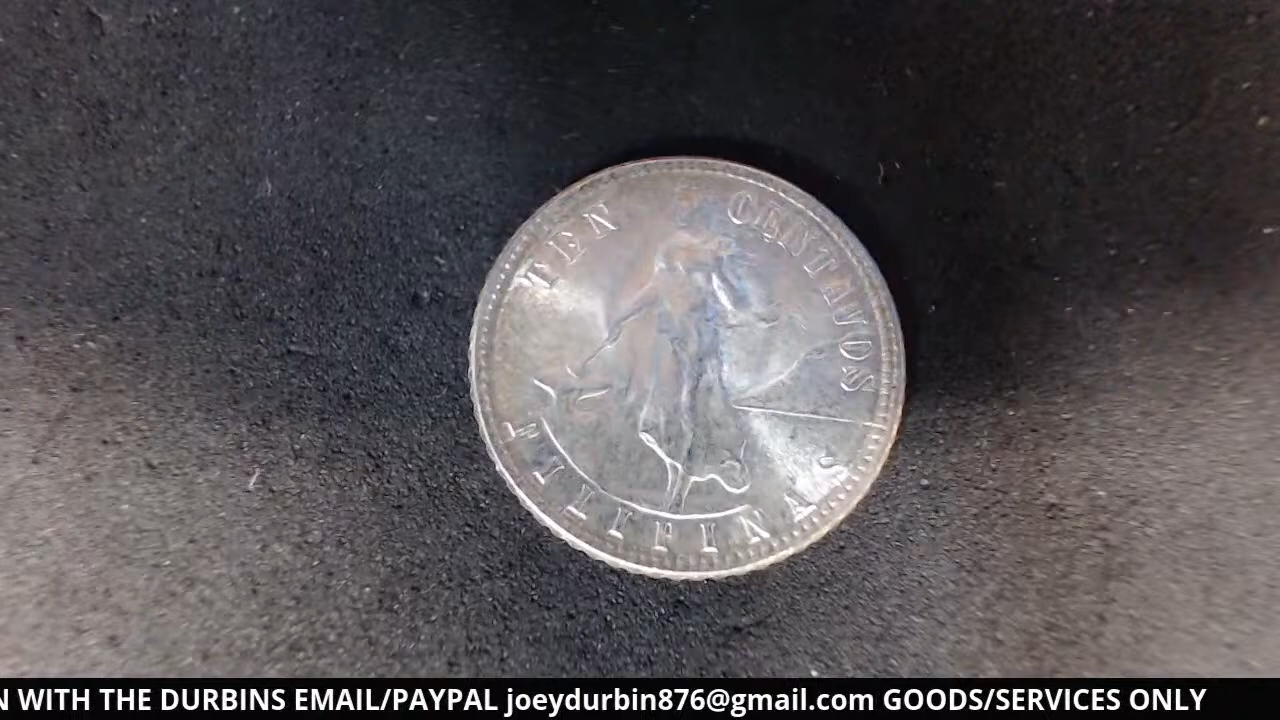 TEN CENTAVOS
FILIPINAS
N WITH THE DURBINS EMAIL/PAYPAL joeydurbin876@gmail.com GOODS/SERVICES ONLY